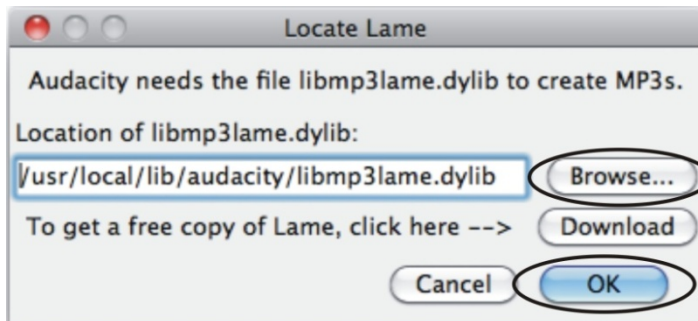 Locate Lame
Audacity needs the file libmp3lame.dylib to create MP3s.
Location of libmp3lame.dylib:
/usr/local/lib/audacity/libmp3lame.dylib Browse...
To get a free copy of Lame, click here --> Download
Cancel OK